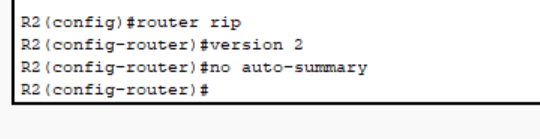 R2(config)#router rip
R2(config-router)#version 2
R2(config-router)#no auto-summary
R2(config-router)#